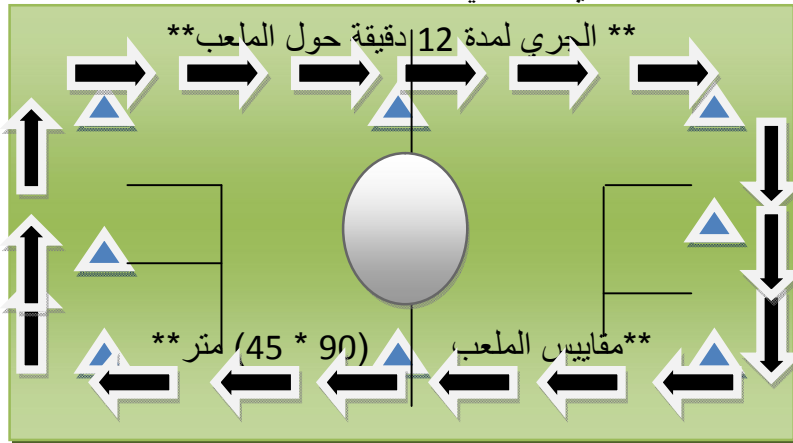 ** الجري لمدة 12 دقيقة حول الملعب**
**مقاييس الملعب (90 * 45) متر**